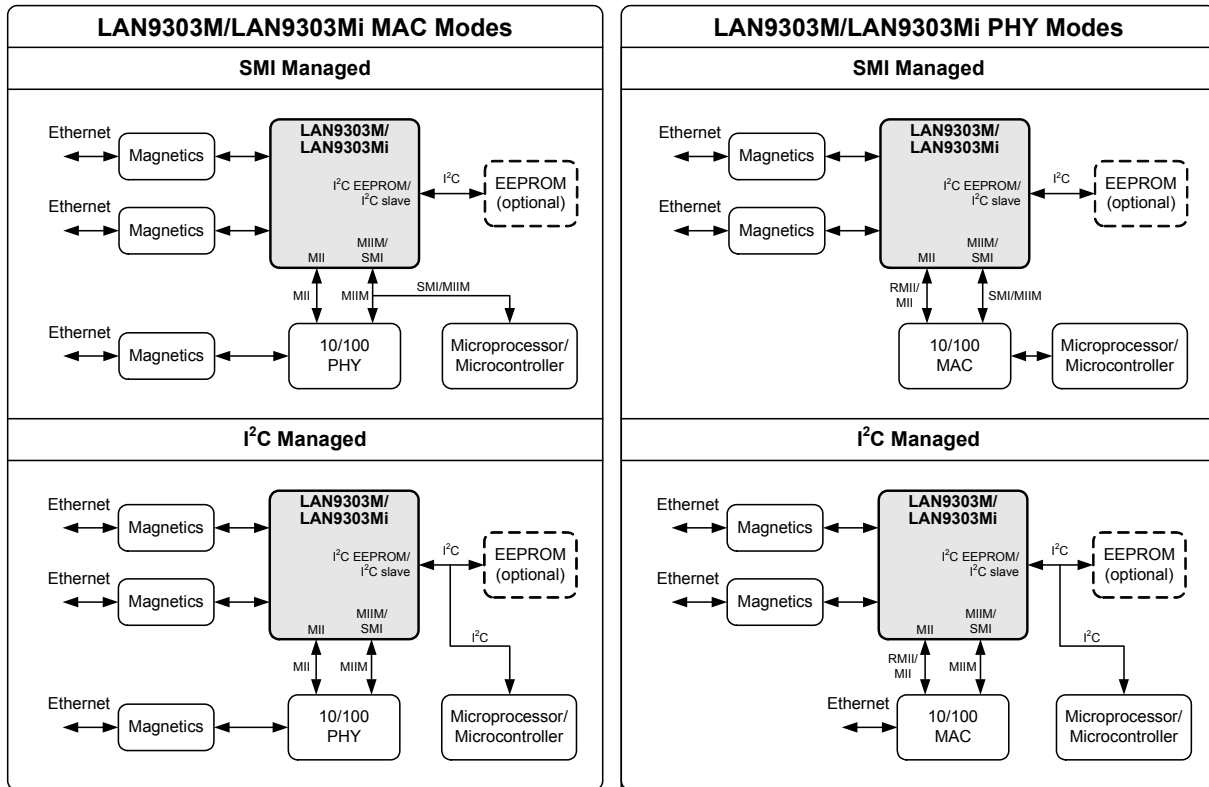 LAN9303M/LAN9303Mi MAC Modes
SMI Managed
Ethernet
Magnetics
LAN9303M/
LAN9303Mi
I²C EEPROM/
I²C slave
I²C
EEPROM
(optional)
Ethernet
Magnetics
MII
MIIM/
SMI
MII
MIIM
SMI/MIIM
Ethernet
Magnetics
10/100
PHY
Microprocessor/
Microcontroller
I²C Managed
Ethernet
Magnetics
LAN9303M/
LAN9303Mi
I²C EEPROM/
I²C slave
I²C
EEPROM
(optional)
Ethernet
Magnetics
MII
MIIM/
SMI
MII
MIIM
I²C
Ethernet
Magnetics
10/100
PHY
Microprocessor/
Microcontroller
LAN9303M/LAN9303Mi PHY Modes
SMI Managed
Ethernet
Magnetics
LAN9303M/
LAN9303Mi
I²C EEPROM/
I²C slave
I²C
EEPROM
(optional)
Ethernet
Magnetics
MII
MIIM/
SMI
RMII/
MII
SMI/MIIM
10/100
MAC
Microprocessor/
Microcontroller
I²C Managed
Ethernet
Magnetics
LAN9303M/
LAN9303Mi
I²C EEPROM/
I²C slave
I²C
EEPROM
(optional)
Ethernet
Magnetics
MII
MIIM/
SMI
RMII/
MII
MIIM
I²C
Ethernet
10/100
MAC
Microprocessor/
Microcontroller